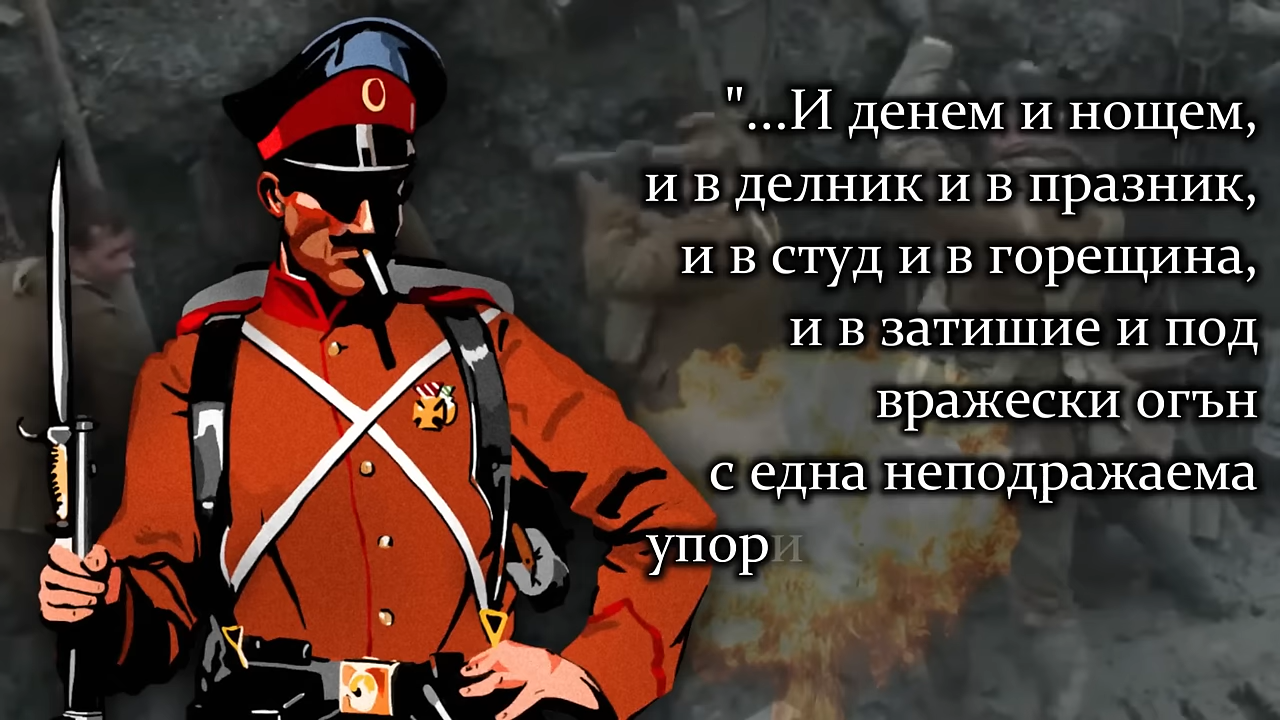 "...И денем и нощем,
и в делник и в празник,
и в студ и в горещина,
и в затишие и под
вражески огън
с една неподражаема
упори